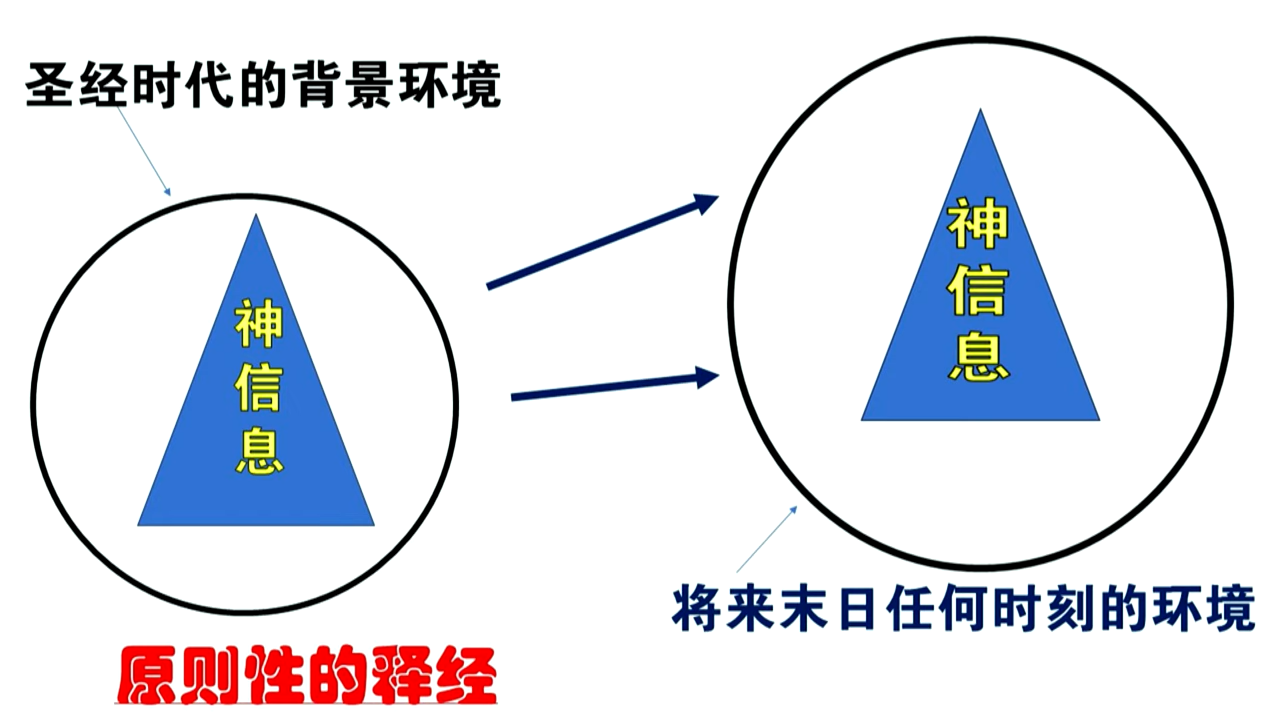 圣经时代的背景环境
神
信
息
神
信
息
将来末日任何时刻的环境
原则性的释经